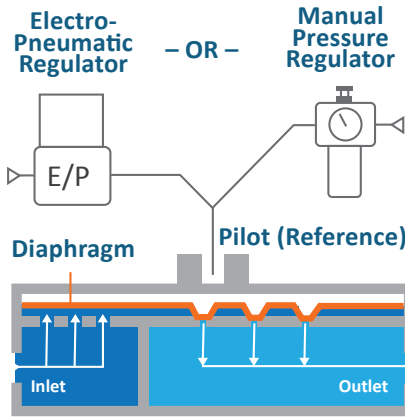 Electro-
Pneumatic
Regulator
– OR –
Manual
Pressure
Regulator
E/P
Diaphragm
Pilot (Reference)
Inlet
Outlet